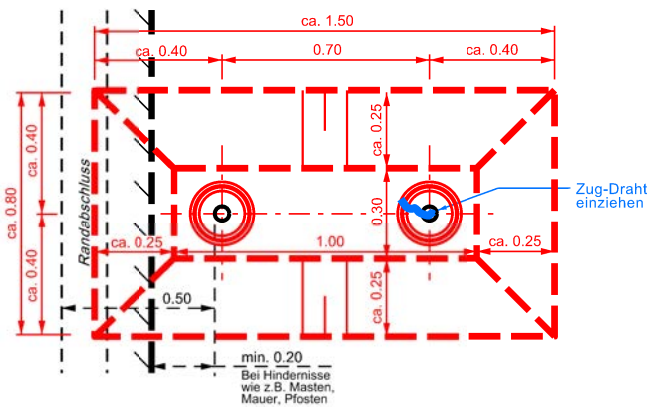 ca. 1.50
ca. 0.40
0.70
ca. 0.40
ca. 0.80
ca. 0.40
ca. 0.40
Randabschluss
ca. 0.25
0.30
ca. 0.25
Zug-Draht
einziehen
ca. 0.25
1.00
ca. 0.25
0.50
min. 0.20
Bei Hindernisse
wie z.B. Masten,
Mauer, Pfosten